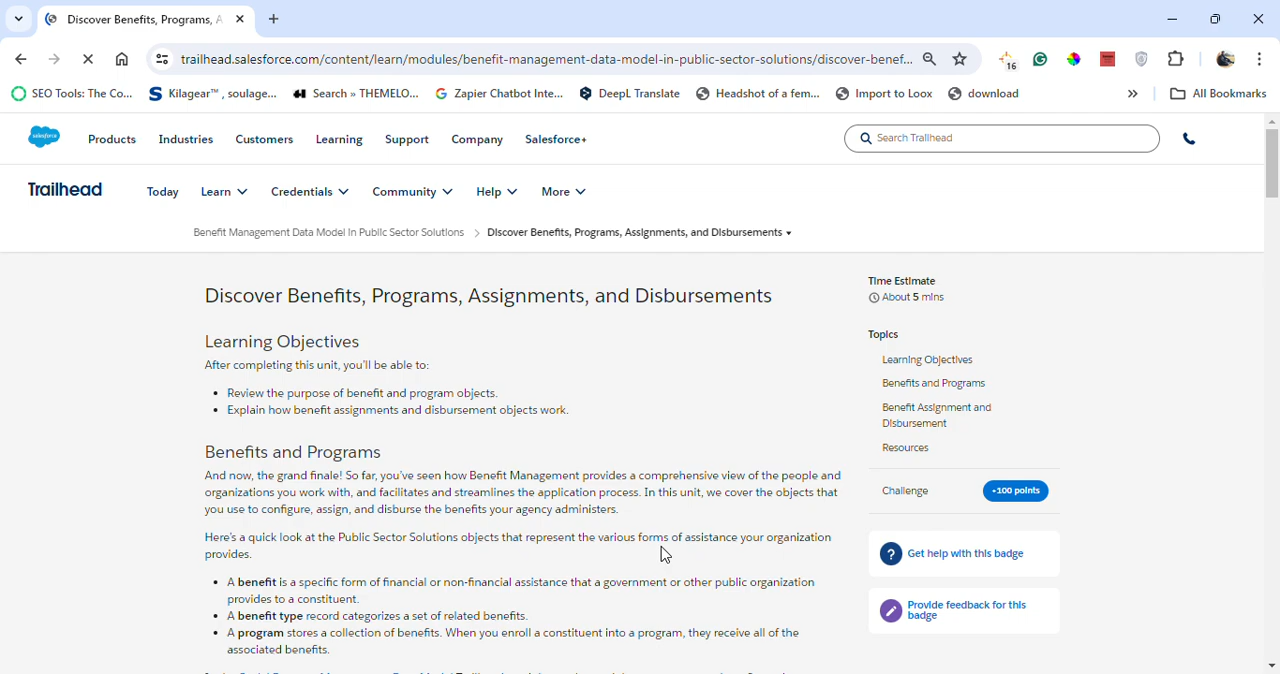 Discover Benefits, Programs, A
trailhead.salesforce.com/content/learn/modules/benefit-management-data-model-in-public-sector-solutions/discover-benef...
16
SEO Tools: The Co...
Kilagear™ , soulage...
Search » THEMELO...
Zapier Chatbot Inte...
DeepL Translate
Headshot of a fem...
Import to Loox
download
»
All Bookmarks
salesforce
Products
Industries
Customers
Learning
Support
Company
Salesforce+
Search Trailhead
Trailhead
Today
Learn
Credentials
Community
Help
More
Benefit Management Data Model in Public Sector Solutions
Discover Benefits, Programs, Assignments, and Disbursements
Discover Benefits, Programs, Assignments, and Disbursements
Learning Objectives
After completing this unit, you'll be able to:
• Review the purpose of benefit and program objects.
• Explain how benefit assignments and disbursement objects work.
Benefits and Programs
And now, the grand finale! So far, you've seen how Benefit Management provides a comprehensive view of the people and
organizations you work with, and facilitates and streamlines the application process. In this unit, we cover the objects that
you use to configure, assign, and disburse the benefits your agency administers.
Here's a quick look at the Public Sector Solutions objects that represent the various forms of assistance your organization
provides.
• A benefit is a specific form of financial or non-financial assistance that a government or other public organization
provides to a constituent.
• A benefit type record categorizes a set of related benefits.
• A program stores a collection of benefits. When you enroll a constituent into a program, they receive all of the
associated benefits.
Time Estimate
About 5 mins
Topics
Learning Objectives
Benefits and Programs
Benefit Assignment and
Disbursement
Resources
Challenge
+100 points
Get help with this badge
Provide feedback for this
badge